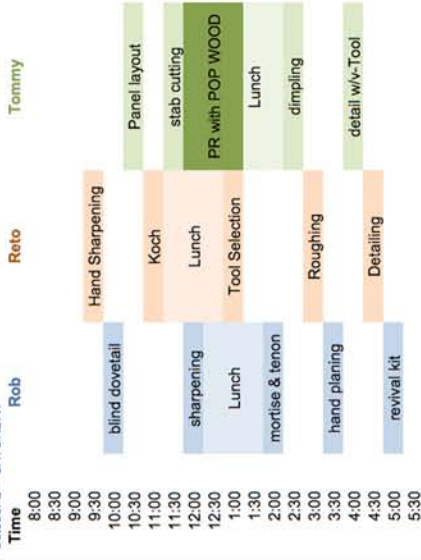 Time Rob Reto Tommy
8:00
8:30
9:00
9:30 Hand Sharpening
10:00 blind dovetail
10:30 Panel layout
11:00 Koch
11:30 stab cutting
12:00 sharpening Lunch
12:30 PR with POP WOOD
1:00 Lunch Tool Selection
1:30 Lunch
2:00 mortise & tenon
2:30 dimpling
3:00 Roughing
3:30 hand planing
4:00 detail w/v-Tool
4:30 Detailing
5:00 revival kit
5:30